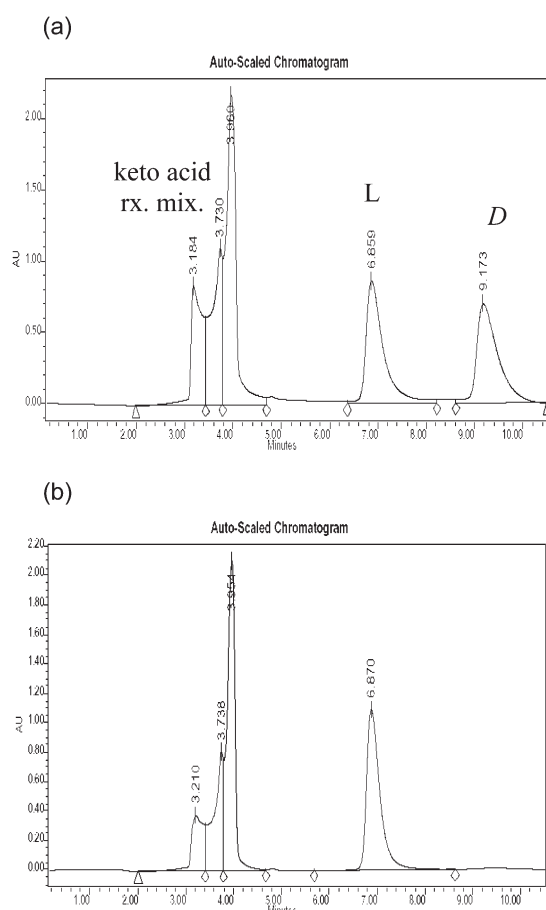 (a)
Auto-Scaled Chromatogram
2.00
1.50
1.00
0.50
0.00
AU
keto acid
rx. mix.
3.184
3.730
3.960
L
6.859
D
9.173
1.00 2.00 3.00 4.00 5.00 6.00 7.00 8.00 9.00 10.00
Minutes
(b)
Auto-Scaled Chromatogram
2.20
2.00
1.80
1.60
1.40
1.20
1.00
0.80
0.60
0.40
0.20
0.00
AU
3.210
3.738
3.954
6.870
1.00 2.00 3.00 4.00 5.00 6.00 7.00 8.00 9.00 10.00
Minutes